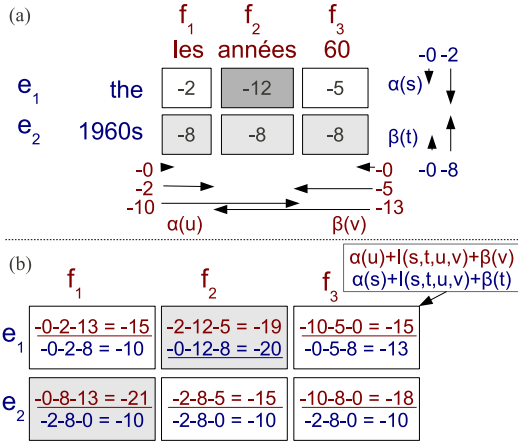 (a)
f1 f2 f3
les années 60
e1 the -2 -12 -5 α(s) -0 -2
e2 1960s -8 -8 -8 β(t) -0 -8
-0 -0
-2 -5
-10 -13
α(u) β(v)
(b)
α(u)+I(s,t,u,v)+β(v)
α(s)+I(s,t,u,v)+β(t)
f1 f2 f3
e1
-0-2-13 = -15 -2-12-5 = -19 -10-5-0 = -15
-0-2-8 = -10 -0-12-8 = -20 -0-5-8 = -13
e2
-0-8-13 = -21 -2-8-5 = -15 -10-8-0 = -18
-2-8-0 = -10 -2-8-0 = -10 -2-8-0 = -10